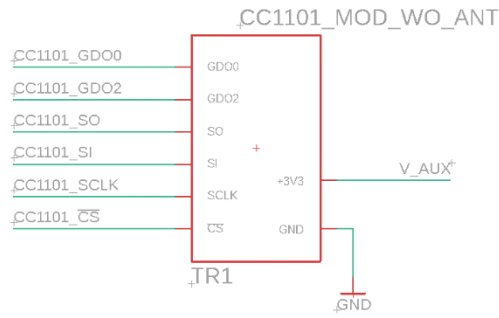 CC1101_MOD_WO_ANT
CC1101_GDO0
GDO0
CC1101_GDO2
GDO2
CC1101_SO
SO
CC1101_SI
SI
V_AUX
+3V3
CC1101_SCLK
SCLK
CC1101_CS
CS
GND
TR1
GND